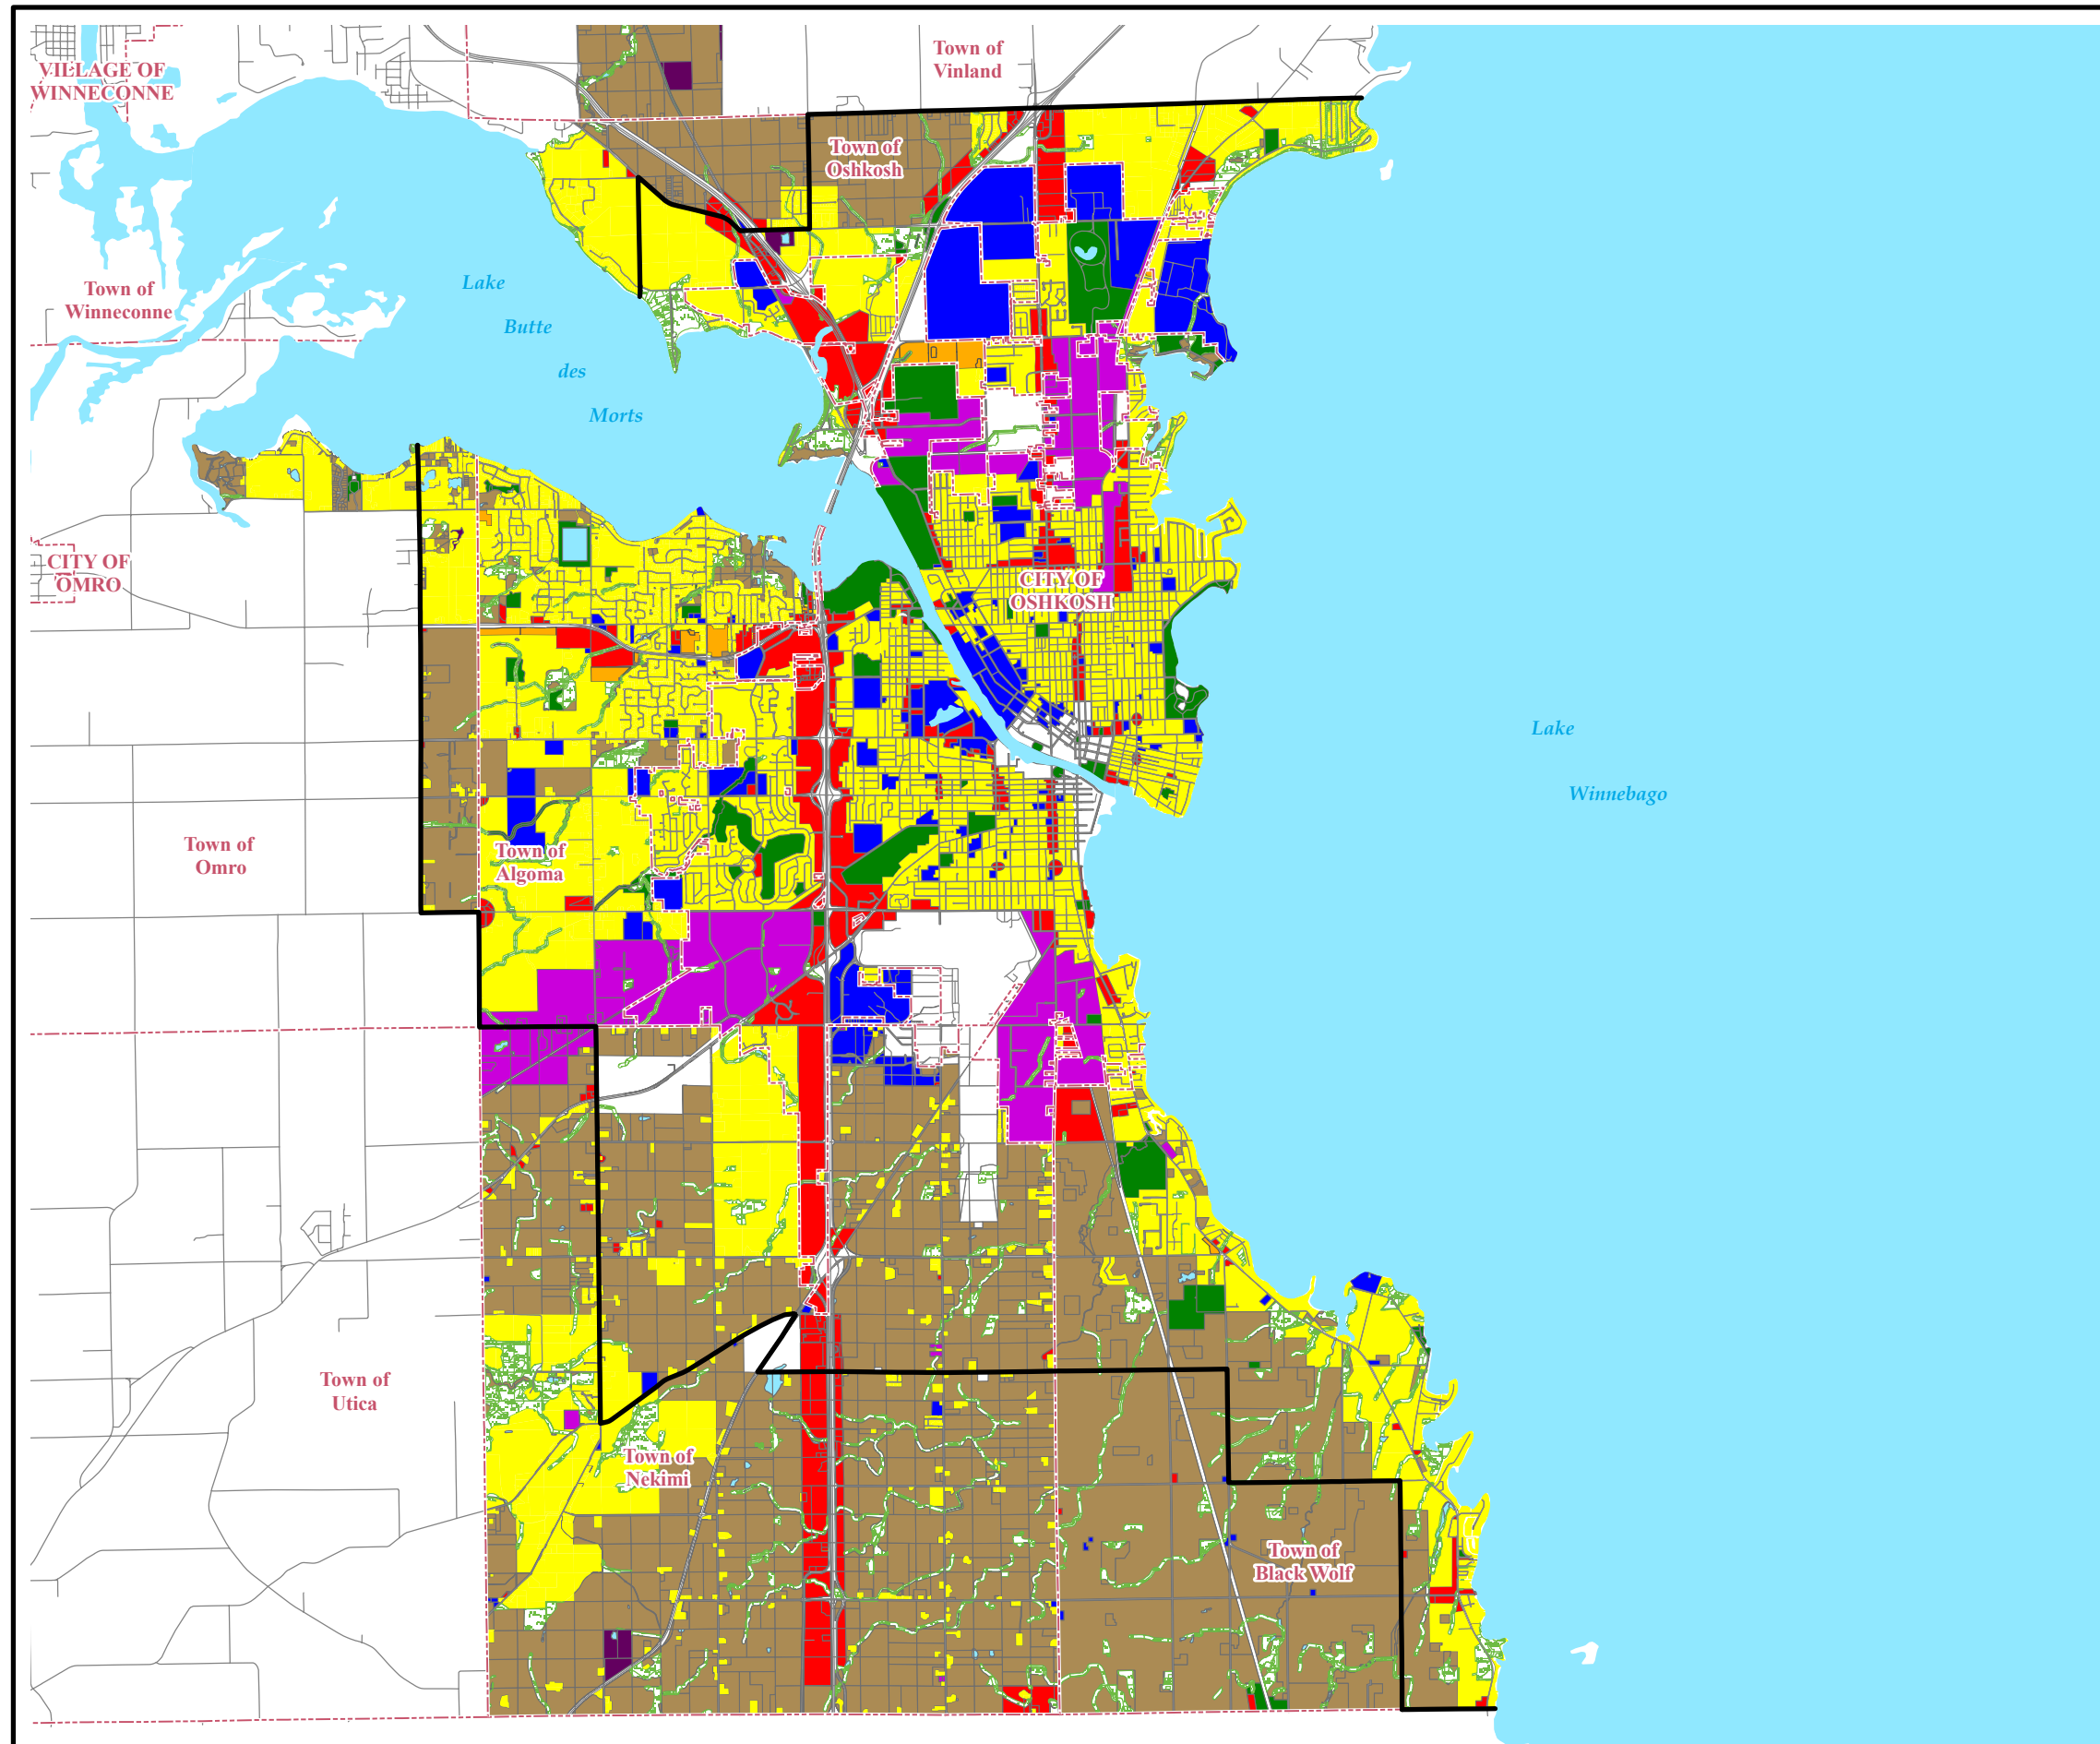 Town of
Vinland
VILLAGE OF
WINNECONNE
Town of
Oshkosh
Town of
Winneconne
Lake
Butte
des
Morts
CITY OF
OMRO
CITY OF
OSHKOSH
Lake
Winnebago
Town of
Omro
Town of
Algoma
Town of
Utica
Town of
Nekimi
Town of
Black Wolf